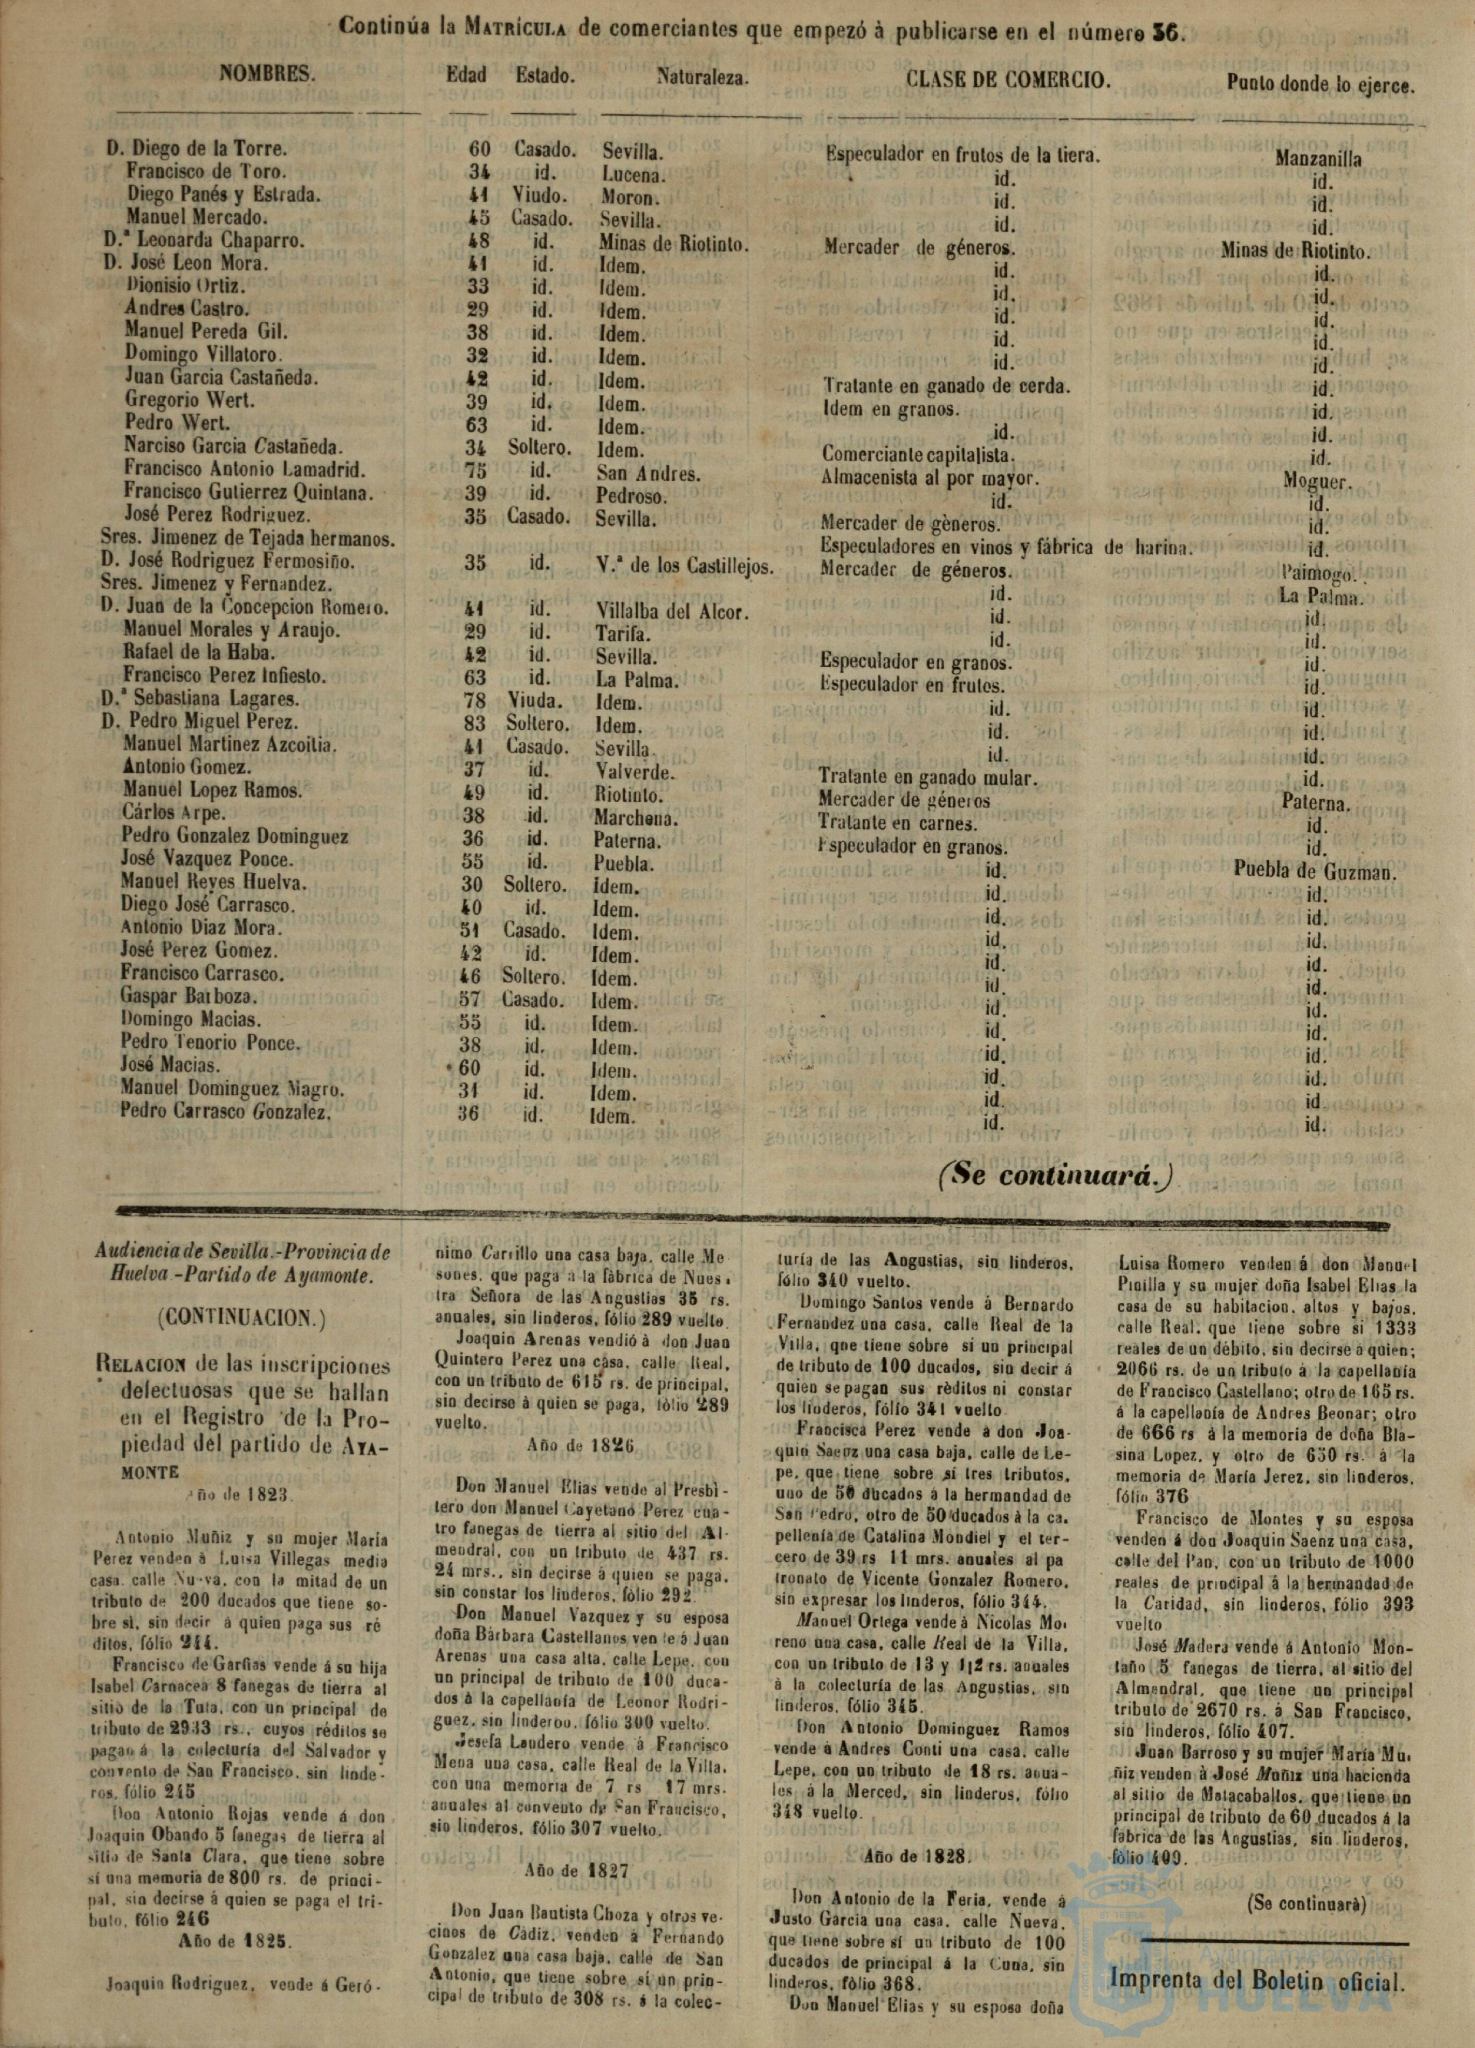 Continúa la MATRÍCULA de comerciantes que empezó à publicarse en el número 36.
NOMBRES. Edad Estado. Naturaleza. CLASE DE COMERCIO. Punto donde lo ejerce.
D. Diego de la Torre. 60 Casado. Sevilla. Especulador en frutos de la tiera. Manzanilla
Francisco de Toro. 34 id. Lucena. id. id.
Diego Panés y Estrada. 41 Viudo. Moron. id. id.
Manuel Mercado. 45 Casado. Sevilla. id. id.
D.ª Leonarda Chaparro. 48 id. Minas de Riotinto. Mercader de géneros. Minas de Riotinto.
D. José Leon Mora. 41 id. Idem. id. id.
Dionisio Ortiz. 33 id. Idem. id. id.
Andres Castro. 29 id. Idem. id. id.
Manuel Pereda Gil. 38 id. Idem. id. id.
Domingo Villatoro. 32 id. Idem. id. id.
Juan Garcia Castañeda. 42 id. Idem. Tratante en ganado de cerda. id.
Gregorio Wert. 39 id. Idem. Idem en granos. id.
Pedro Wert. 63 id. Idem. id. id.
Narciso Garcia Castañeda. 34 Soltero. Idem. Comerciante capitalista. id.
Francisco Antonio Lamadrid. 75 id. San Andres. Almacenista al por mayor. Moguer.
Francisco Gutierrez Quintana. 39 id. Pedroso. id. id.
José Perez Rodriguez. 35 Casado. Sevilla. Mercader de gèneros. id.
Sres. Jimenez de Tejada hermanos. Especuladores en vinos y fábrica de harina. id.
D. José Rodriguez Fermosiño. 35 id. V.ª de los Castillejos. Mercader de géneros. Paimogo.
Sres. Jimenez y Fernandez. id. La Palma.
D. Juan de la Concepcion Romero. 41 id. Villalba del Alcor. id. id.
Manuel Morales y Araujo. 29 id. Tarifa. id. id.
Rafael de la Haba. 42 id. Sevilla. Especulador en granos. id.
Francisco Perez Infiesto. 63 id. La Palma. Especulador en frutos. id.
D.ª Sebastiana Lagares. 78 Viuda. Idem. id. id.
D. Pedro Miguel Perez. 83 Soltero. Idem. id. id.
Manuel Martinez Azcoitia. 41 Casado. Sevilla. id. id.
Antonio Gomez. 37 id. Valverde. Tratante en ganado mular. id.
Manuel Lopez Ramos. 49 id. Riotinto. Mercader de géneros Paterna.
Cárlos Arpe. 38 id. Marchena. Tratante en carnes. id.
Pedro Gonzalez Dominguez 36 id. Paterna. Especulador en granos. id.
José Vazquez Ponce. 55 id. Puebla. id. Puebla de Guzman.
Manuel Reyes Huelva. 30 Soltero. Idem. id. id.
Diego José Carrasco. 40 id. Idem. id. id.
Antonio Diaz Mora. 51 Casado. Idem. id. id.
José Perez Gomez. 42 id. Idem. id. id.
Francisco Carrasco. 46 Soltero. Idem. id. id.
Gaspar Barboza. 57 Casado. Idem. id. id.
Domingo Macias. 55 id. Idem. id. id.
Pedro Tenorio Ponce. 38 id. Idem. id. id.
José Macias. 60 id. Idem. id. id.
Manuel Dominguez Magro. 31 id. Idem. id. id.
Pedro Carrasco Gonzalez. 36 id. Idem. id. id.
(Se continuará.)
Audiencia de Sevilla.-Provincia de
Huelva -Partido de Ayamonte.
(CONTINUACION.)
RELACION de las inscripciones
defectuosas que se hallan
en el Registro de la Pro-
piedad del partido de AYA-
MONTE
Año de 1823.
Antonio Muñiz y su mujer María
Perez venden à Luisa Villegas media
casa. calle Nueva, con la mitad de un
tributo de 200 ducados que tiene so-
bre sì, sin decir á quien paga sus ré
ditos, fólio 244.
Francisco de Garfias vende á su hija
Isabel Carnacea 8 fanegas de tierra al
sitio de la Tuta, con un principal de
tributo de 2933 rs., cuyos réditos se
pagan á la colecturía del Salvador y
convento de San Francisco, sin linde-
ros, fólio 245
Don Antonio Rojas vende á don
Joaquin Obando 5 fanegas de tierra al
sitio de Santa Clara, que tiene sobre
sí una memoria de 800 rs. de princi-
pal, sin decirse á quien se paga el tri-
buto, fólio 246
Año de 1825.
Joaquin Rodriguez, vende á Geró-
nimo Carrillo una casa baja, calle Me
sones, que paga á la fàbrica de Nues-
tra Señora de las Angustias 35 rs.
anuales, sin linderos, fólio 289 vuelto.
Joaquin Arenas vendió à don Juan
Quintero Perez una casa, calle Real,
con un tributo de 615 rs. de principal,
sin decirse à quien se paga, fólio 289
vuelto.
Año de 1826
Don Manuel Elias vende al Presbì-
tero don Manuel Cayetano Perez cua-
tro fanegas de tierra al sitio del Al-
mendral, con un tributo de 437 rs.
24 mrs., sin decirse á quien se paga,
sin constar los linderos, fólio 292
Don Manuel Vazquez y su esposa
doña Bàrbara Castellanos venle á Juan
Arenas una casa alta, calle Lepe, con
un principal de tributo de 100 duca-
dos à la capellanía de Leonor Rodri-
guez, sin linderou, fólio 300 vuelto.
Josefa Landero vende á Francisco
Mena una casa, calle Real de la Villa,
con una memoria de 7 rs 17 mrs.
anuales al convento de San Francisco,
sin linderos, fólio 307 vuelto.
Año de 1827
Don Juan Bautista Choza y otros ve-
cinos de Càdiz, venden à Fernando
Gonzalez una casa baja, calle de San
Antonio, que tiene sobre sí un prin-
cipal de tributo de 308 rs. á la colec-
turía de las Angustias, sin linderos,
fólio 340 vuelto.
Domingo Santos vende á Bernardo
Fernandez una casa, calle Real de la
Villa, que tiene sobre sí un principal
de tributo de 100 ducados, sin decir á
quien se pagan sus rèditos ni constar
los linderos, fólio 341 vuelto
Francisca Perez vende á don Joa-
quin Saenz una casa baja, calle de Le-
pe, que tiene sobre sí tres tributos,
uno de 50 ducados á la hermandad de
San Pedro, otro de 50 ducados à la ca-
pellenía de Catalina Mondiel y el ter-
cero de 39 rs 11 mrs. anuales al pa
tronato de Vicente Gonzalez Romero,
sin expresar los linderos, fólio 344.
Manuel Ortega vende à Nicolas Mo-
reno una casa, calle Real de la Villa,
con un tributo de 13 y 1/2 rs. anuales
à la colecturía de las Angustias, sin
linderos, fólio 345.
Don Antonio Dominguez Ramos
vende à Andres Conti una casa, calle
Lepe, con un tributo de 18 rs. anua-
les á la Merced, sin linderos, fólio
348 vuelto.
Año de 1828.
Don Antonio de la Feria, vende á
Justo Garcia una casa, calle Nueva,
que tiene sobre sí un tributo de 100
ducados de principal á la Cuna, sin
linderos, fòlio 368.
Don Manuel Elias y su esposa doña
Luisa Romero venden á don Manuel
Pinilla y su mujer doña Isabel Elias la
casa de su habitacion, altos y bajos,
calle Real, que tiene sobre si 1333
reales de un débito, sin decirse à quien;
2066 rs. de un tributo á la capellanía
de Francisco Castellano; otro de 165 rs.
á la capellanía de Andres Beonar; otro
de 666 rs á la memoria de doña Bla-
sina Lopez, y otro de 630 rs. á la
memoria de María Jerez, sin linderos,
fólio 376
Francisco de Montes y su esposa
venden á don Joaquin Saenz una casa,
calle del Pan, con un tributo de 1000
reales de principal á la hermandad de
la Caridad, sin linderos, fólio 393
vuelto
José Madera vende á Antonio Mon-
taño 5 fanegas de tierra, al sitio del
Almendral, que tiene un principal
tributo de 2670 rs. à San Francisco,
sin linderos, fólio 407.
Juan Barroso y su mujer María Mu-
ñiz venden à José Muñiz una hacienda
al sitio de Matacaballos, que tiene un
principal de tributo de 60 ducados á la
fábrica de las Angustias, sin linderos,
fòlio 409.
(Se continuarà)
Imprenta del Boletin oficial.
HUELVA